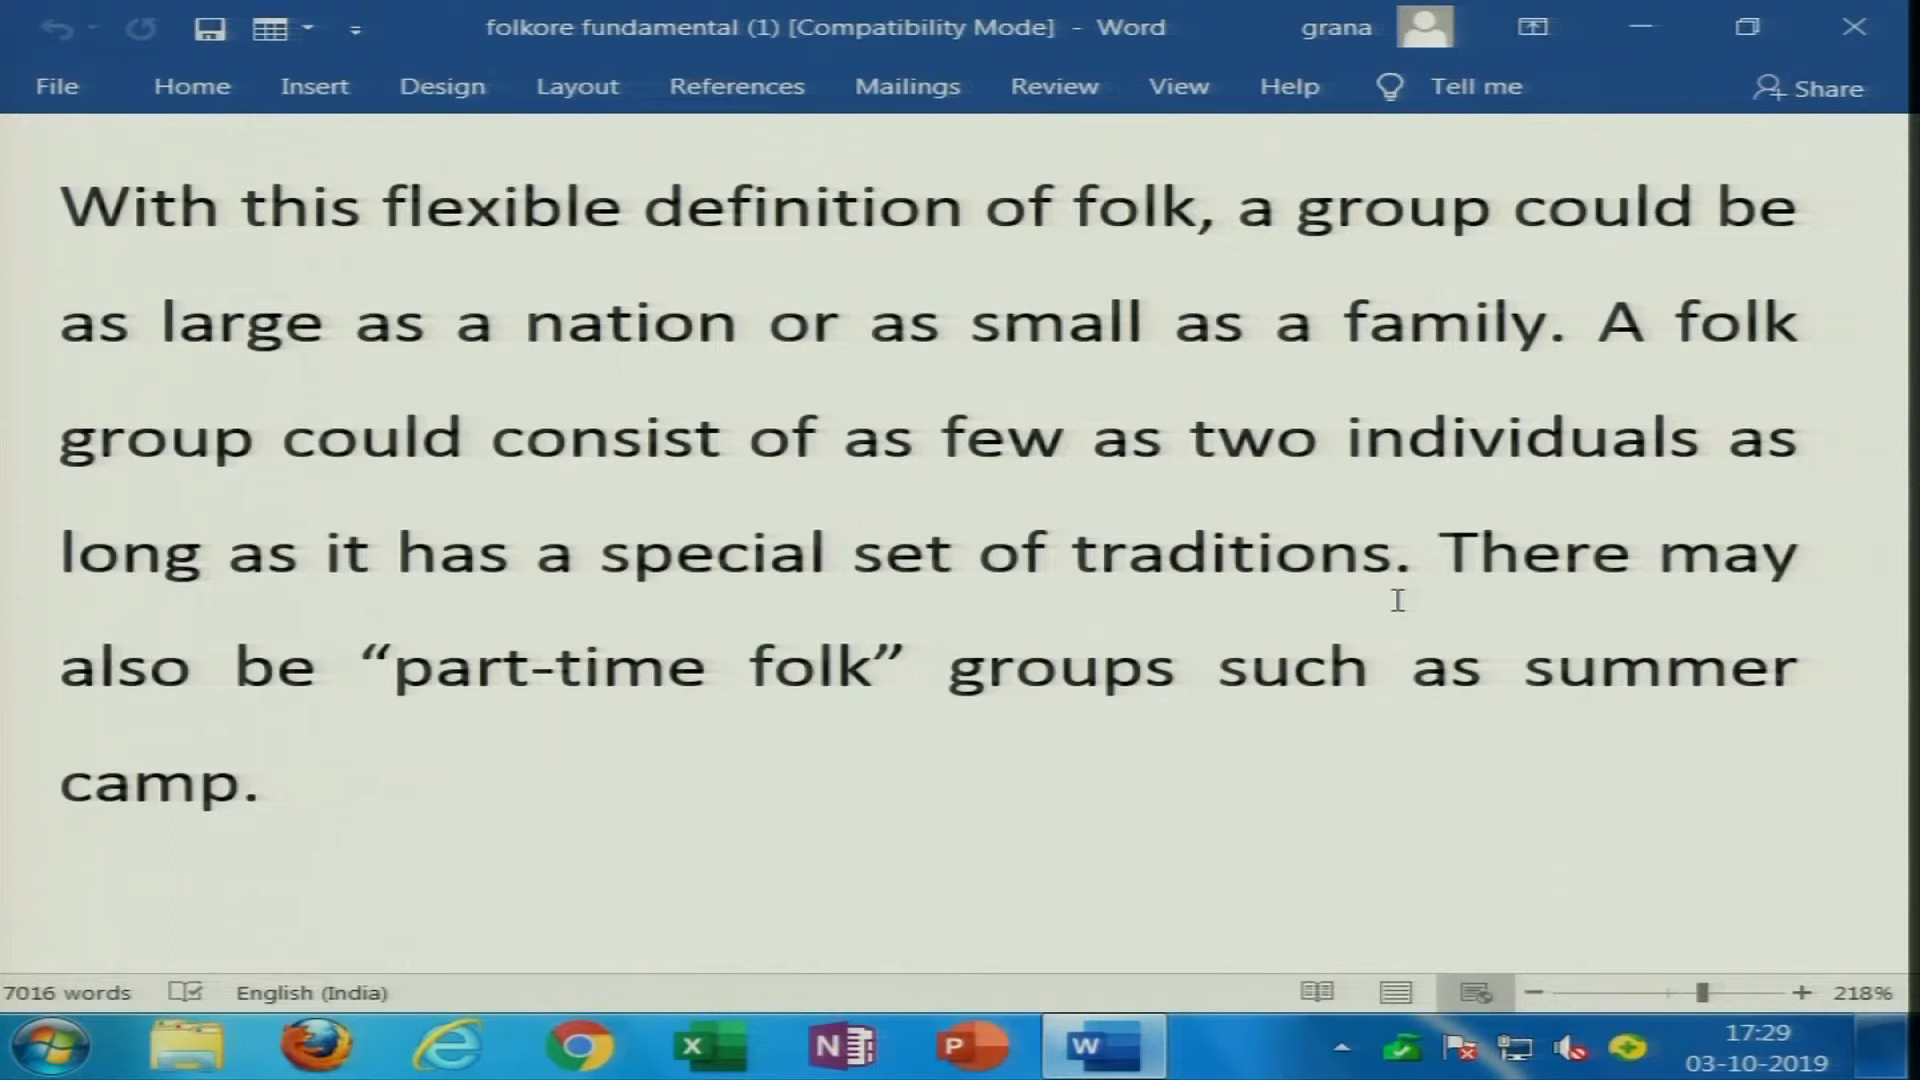 folkore fundamental (1) [Compatibility Mode] - Word
grana
File Home Insert Design Layout References Mailings Review View Help Tell me Share
With this flexible definition of folk, a group could be
as large as a nation or as small as a family. A folk
group could consist of as few as two individuals as
long as it has a special set of traditions. There may
also be “part-time folk” groups such as summer
camp.
7016 words English (India) 218%
17:29
03-10-2019